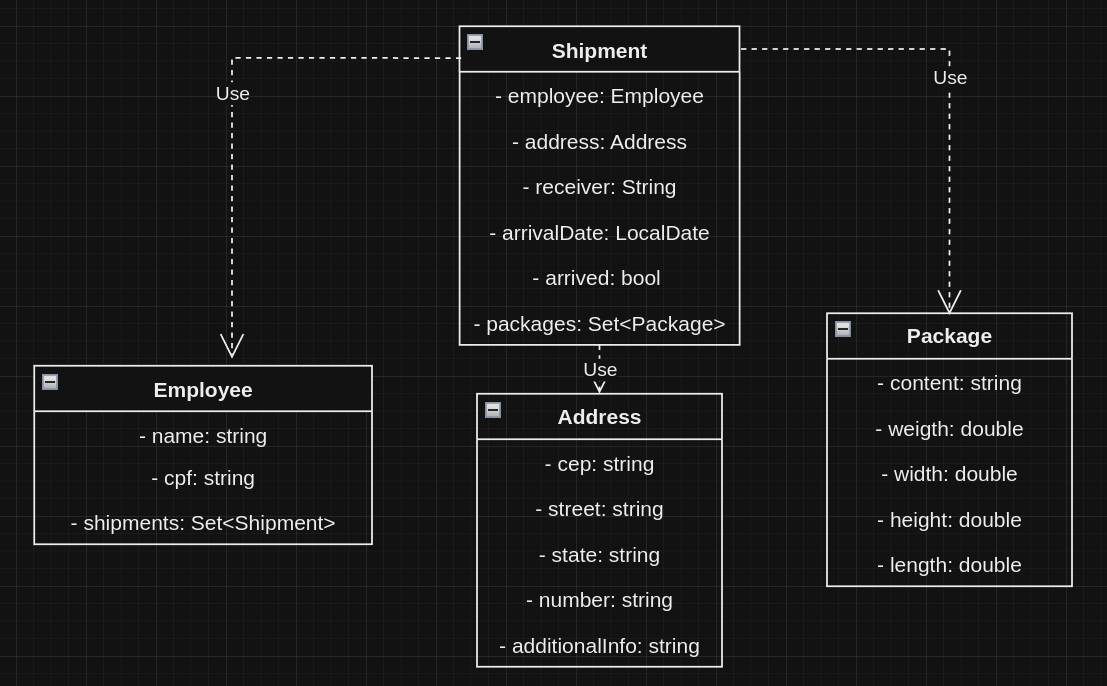 Shipment
- employee: Employee
- address: Address
- receiver: String
- arrivalDate: LocalDate
- arrived: bool
- packages: Set<Package>
Use
Use
Use
Employee
- name: string
- cpf: string
- shipments: Set<Shipment>
Address
- cep: string
- street: string
- state: string
- number: string
- additionalInfo: string
Package
- content: string
- weigth: double
- width: double
- height: double
- length: double